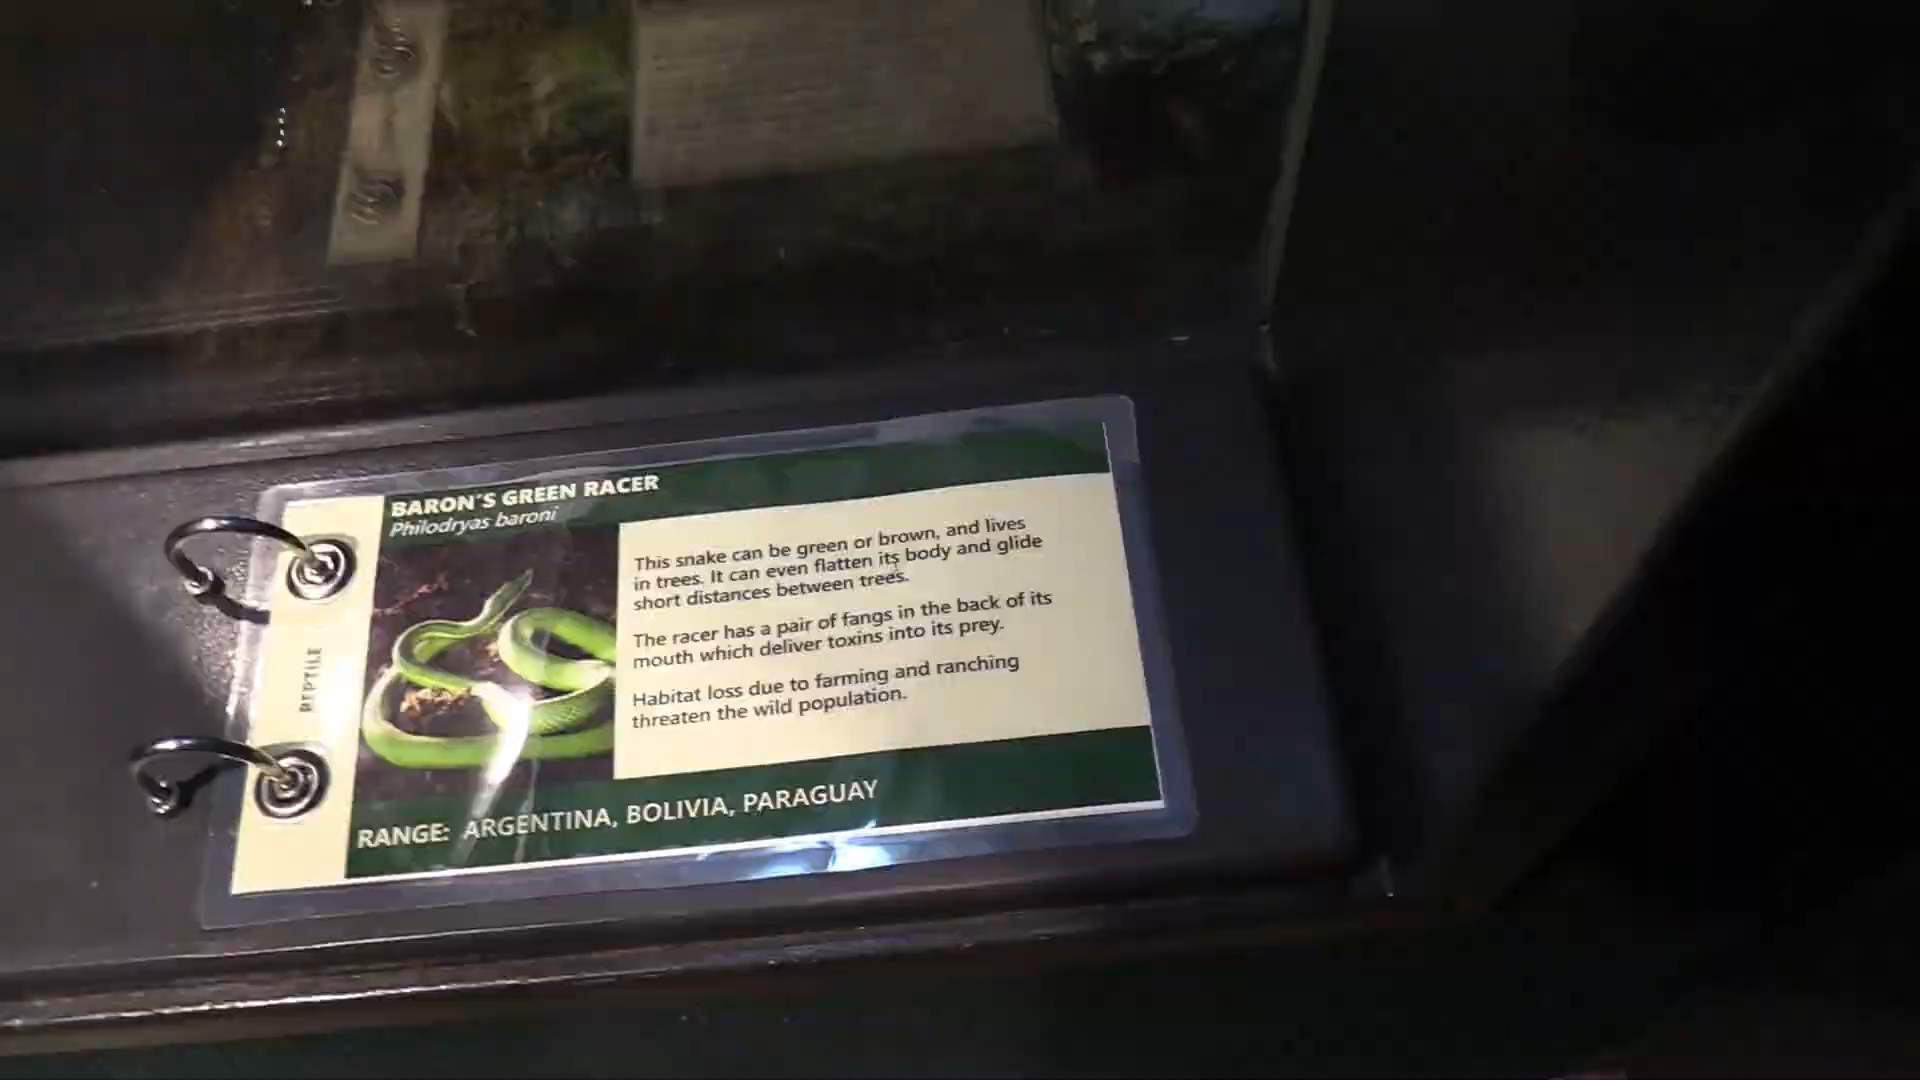 BARON'S GREEN RACER
Philodryas baroni
This snake can be green or brown, and lives
in trees. It can even flatten its body and glide
short distances between trees.
The racer has a pair of fangs in the back of its
mouth which deliver toxins into its prey.
Habitat loss due to farming and ranching
threaten the wild population.
REPTILE
RANGE: ARGENTINA, BOLIVIA, PARAGUAY